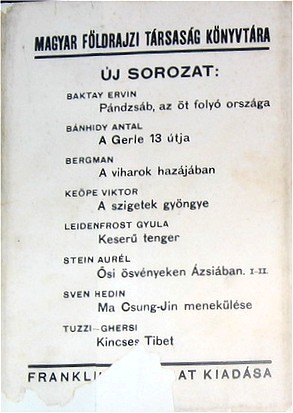 MAGYAR FÖLDRAJZI TÁRSASÁG KÖNYVTÁRA
ÚJ SOROZAT:
BAKTAY ERVIN
Pándzsáb, az öt folyó országa
BÁNHIDY ANTAL
A Gerle 13 útja
BERGMAN
A viharok hazájában
KEÖPE VIKTOR
A szigetek gyöngye
LEIDENFROST GYULA
Keserű tenger
STEIN AURÉL
Ősi ösvényeken Ázsiában. I-II.
SVEN HEDIN
Ma Csung-Jin menekülése
TUZZI-GHERSI
Kincses Tibet
FRANKLIN AT KIADÁSA